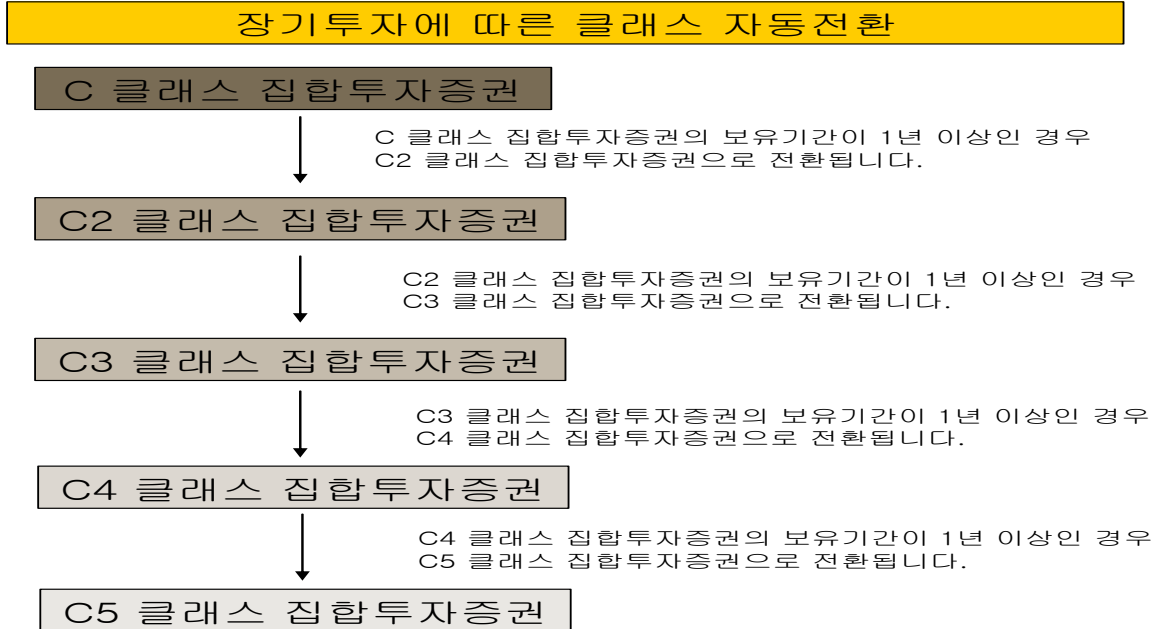 장기투자에 따른 클래스 자동전환
C 클래스 집합투자증권
C 클래스 집합투자증권의 보유기간이 1년 이상인 경우
C2 클래스 집합투자증권으로 전환됩니다.
C2 클래스 집합투자증권
C2 클래스 집합투자증권의 보유기간이 1년 이상인 경우
C3 클래스 집합투자증권으로 전환됩니다.
C3 클래스 집합투자증권
C3 클래스 집합투자증권의 보유기간이 1년 이상인 경우
C4 클래스 집합투자증권으로 전환됩니다.
C4 클래스 집합투자증권
C4 클래스 집합투자증권의 보유기간이 1년 이상인 경우
C5 클래스 집합투자증권으로 전환됩니다.
C5 클래스 집합투자증권